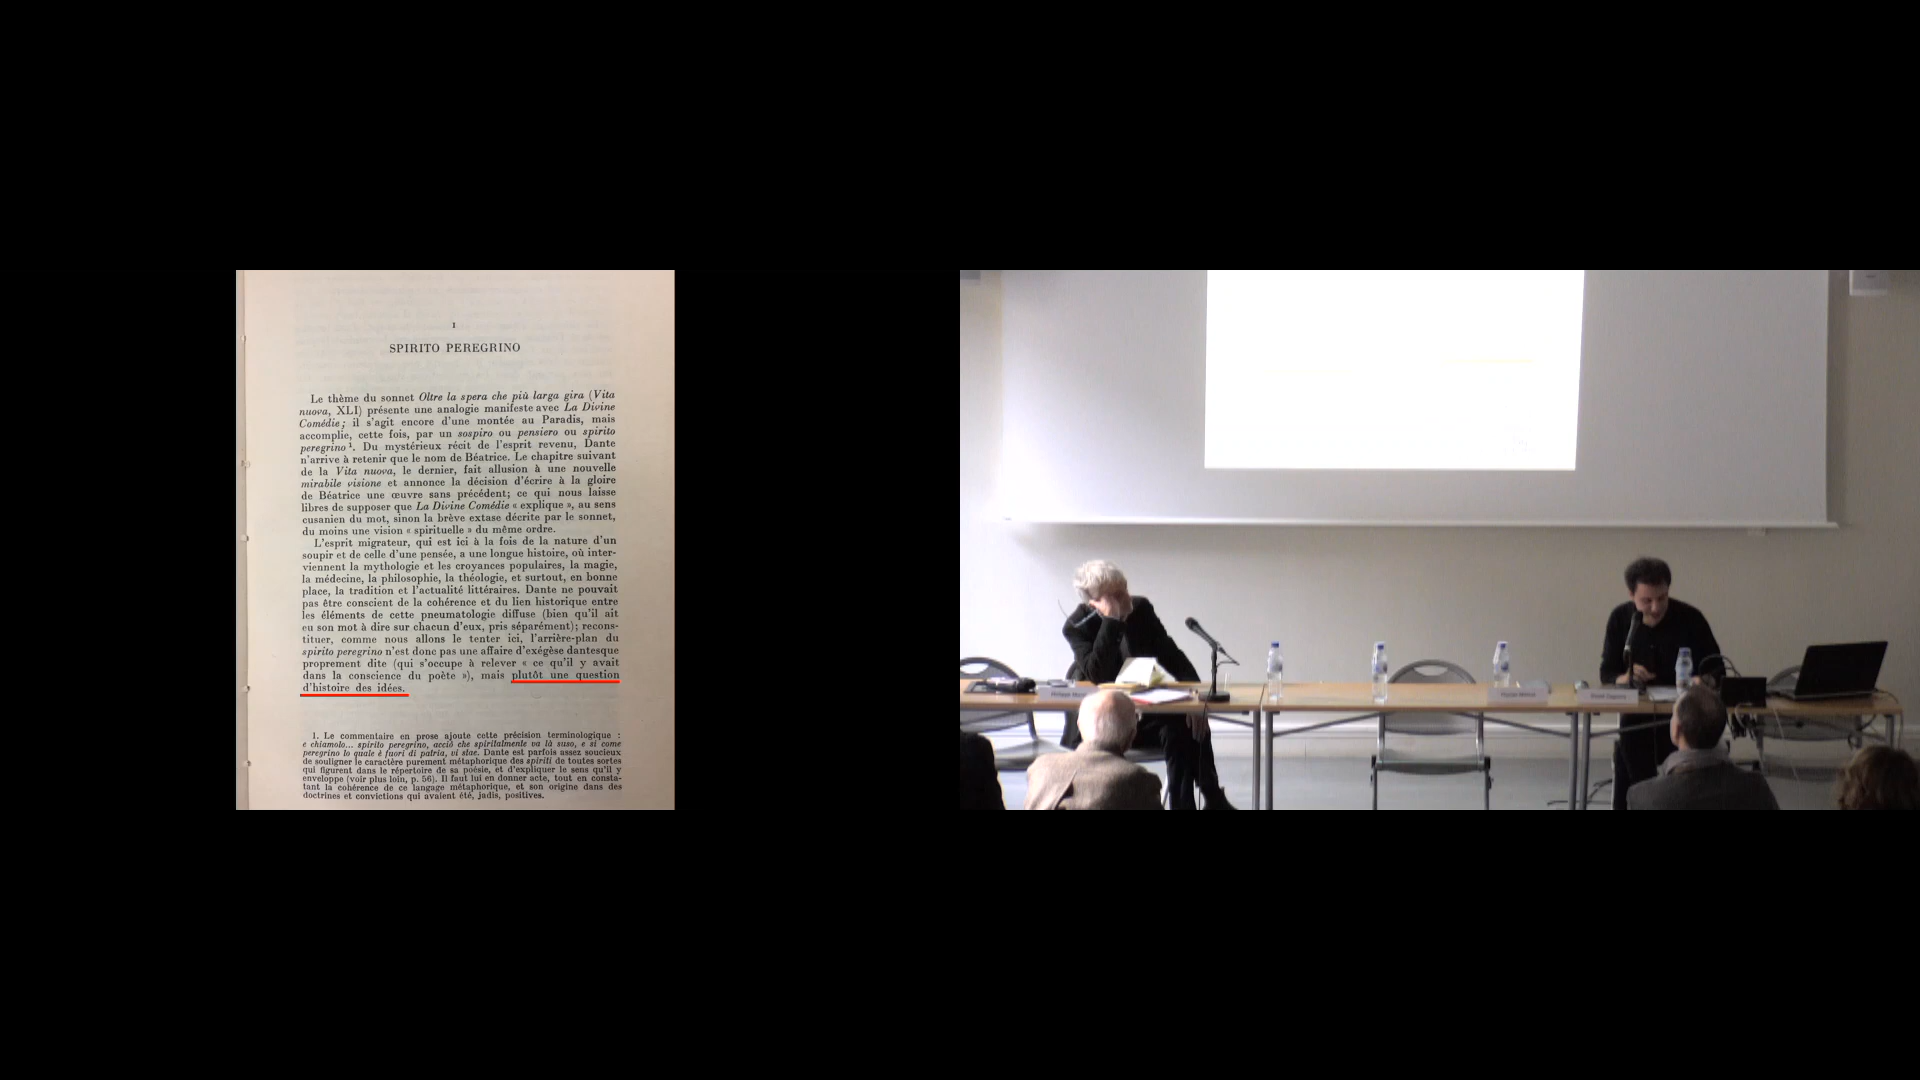 I
SPIRITO PEREGRINO
Le thème du sonnet Oltre la spera che più larga gira (Vita
nuova, XLI) présente une analogie manifeste avec La Divine
Comédie; il s'agit encore d'une montée au Paradis, mais
accomplie, cette fois, par un sospiro ou pensiero ou spirito
peregrino¹. Du mystérieux récit de l'esprit revenu, Dante
n'arrive à retenir que le nom de Béatrice. Le chapitre suivant
de la Vita nuova, le dernier, fait allusion à une nouvelle
mirabile visione et annonce la décision d'écrire à la gloire
de Béatrice une œuvre sans précédent; ce qui nous laisse
libres de supposer que La Divine Comédie « explique », au sens
cusanien du mot, sinon la brève extase décrite par le sonnet,
du moins une vision « spirituelle » du même ordre.
L'esprit migrateur, qui est ici à la fois de la nature d'un
soupir et de celle d'une pensée, a une longue histoire, où inter-
viennent la mythologie et les croyances populaires, la magie,
la médecine, la philosophie, la théologie, et surtout, en bonne
place, la tradition et l'actualité littéraires. Dante ne pouvait
pas être conscient de la cohérence et du lien historique entre
les éléments de cette pneumatologie diffuse (bien qu'il ait
eu son mot à dire sur chacun d'eux, pris séparément); recons-
tituer, comme nous allons le tenter ici, l'arrière-plan du
spirito peregrino n'est donc pas une affaire d'exégèse dantesque
proprement dite (qui s'occupe à relever « ce qu'il y avait
dans la conscience du poète »), mais plutôt une question
d'histoire des idées.
1. Le commentaire en prose ajoute cette précision terminologique :
e chiamolo... spirito peregrino, acciò che spiritalmente va là suso, e sì come
peregrino lo quale è fuori di patria, vi stae. Dante est parfois assez soucieux
de souligner le caractère purement métaphorique des spiriti de toutes sortes
qui figurent dans le répertoire de sa poésie, et d'expliquer le sens qu'il y
enveloppe (voir plus loin, p. 56). Il faut lui en donner acte, tout en consta-
tant la cohérence de ce langage métaphorique, et son origine dans des
doctrines et convictions qui avaient été, jadis, positives.